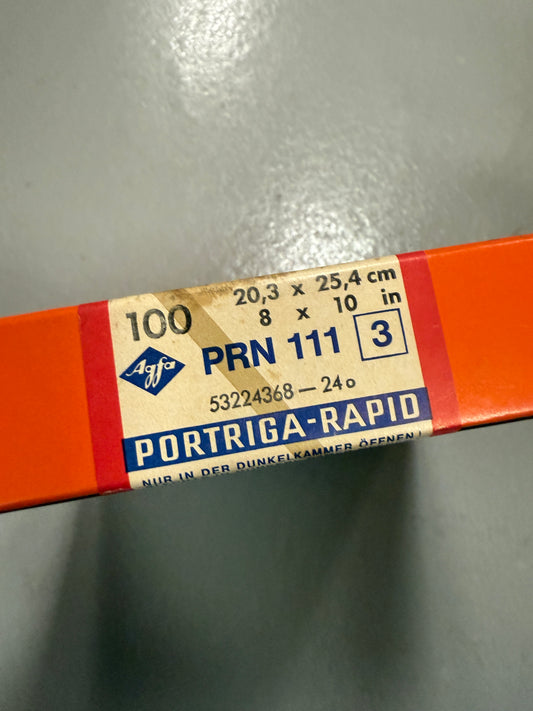 100
20,3 x 25,4 cm
8 x 10 in
Agfa
PRN 111 3
53224368 — 24o
PORTRIGA-RAPID
NUR IN DER DUNKELKAMMER ÖFFNEN!